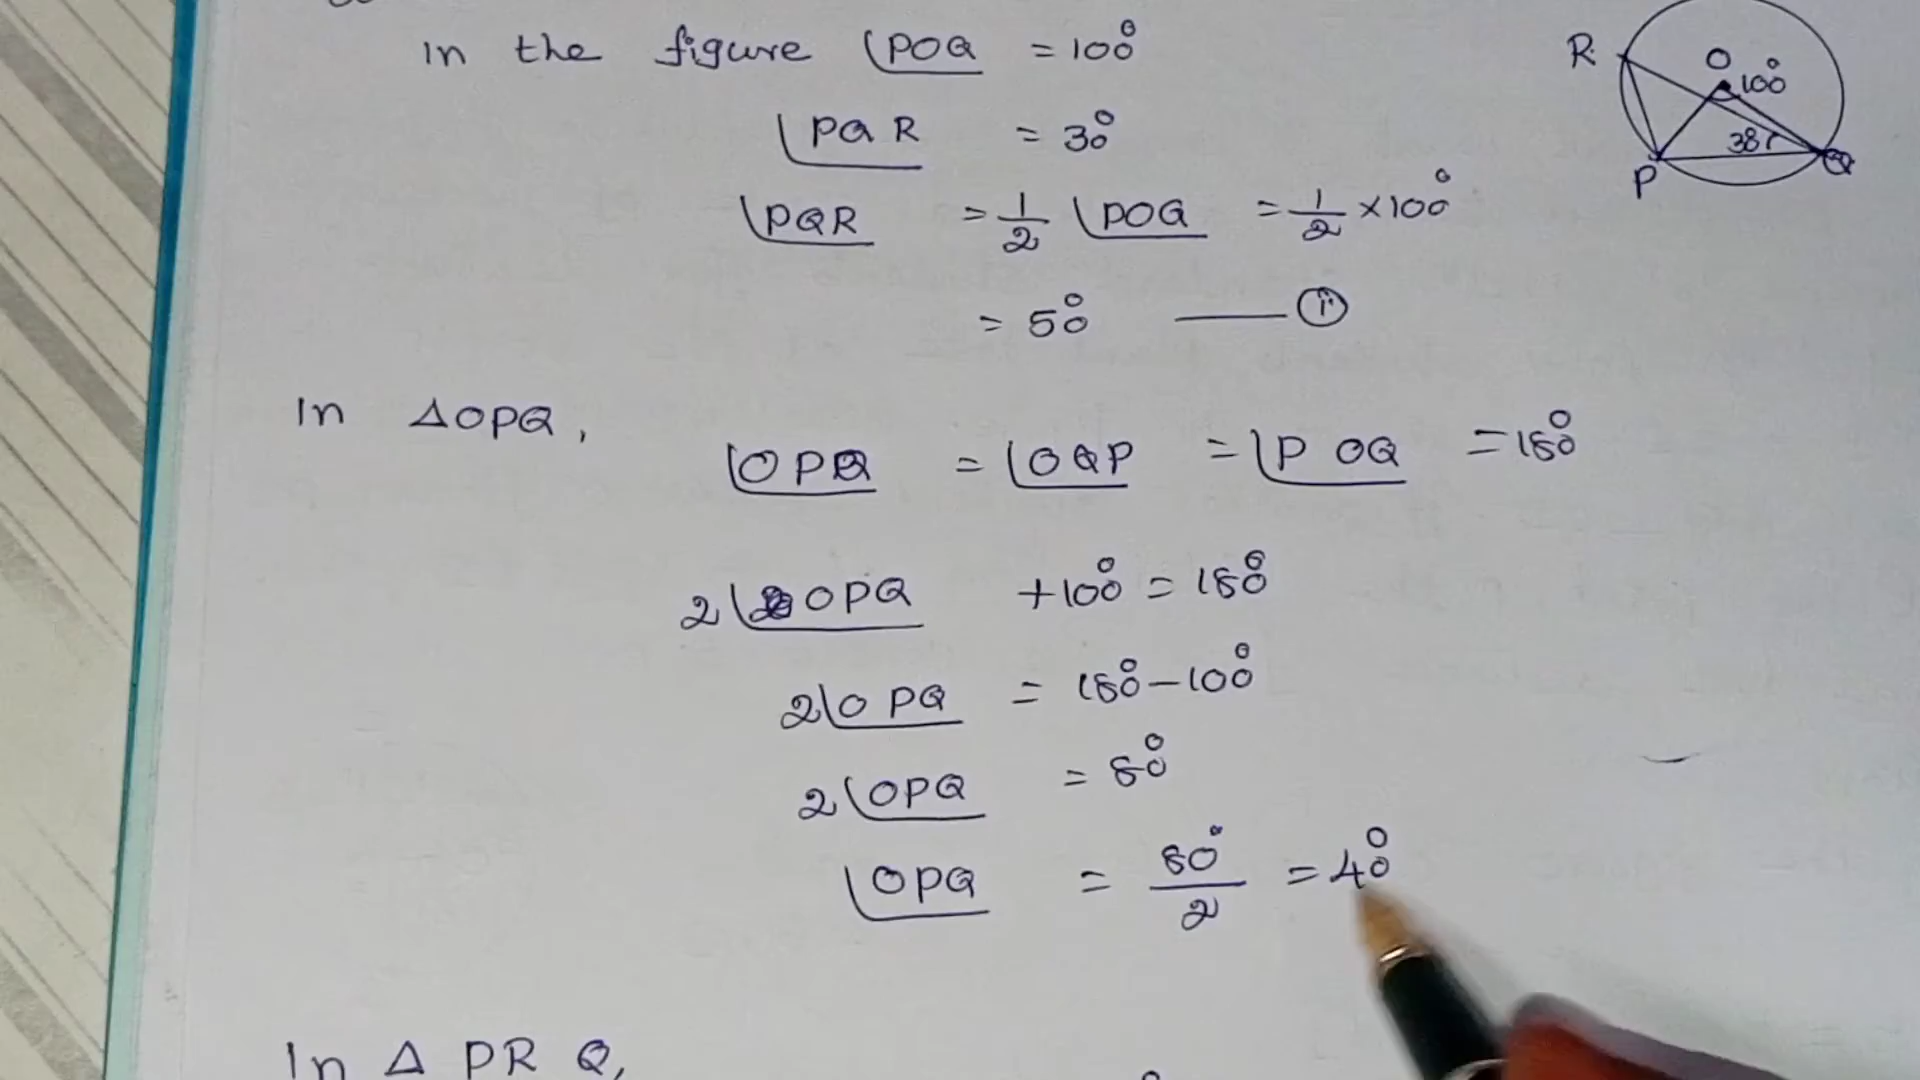 In the figure ∠POQ = 100°
∠PQR = 30°
∠PQR = 1/2 ∠POQ = 1/2 × 100°
= 50° — (i)
In △OPQ,
∠OPQ = ∠OQP = ∠POQ = 180°
2∠OPQ + 100° = 180°
2∠OPQ = 180° - 100°
2∠OPQ = 80°
∠OPQ = 80°/2 = 40°
In △PRQ,
R
O
100°
P
Q